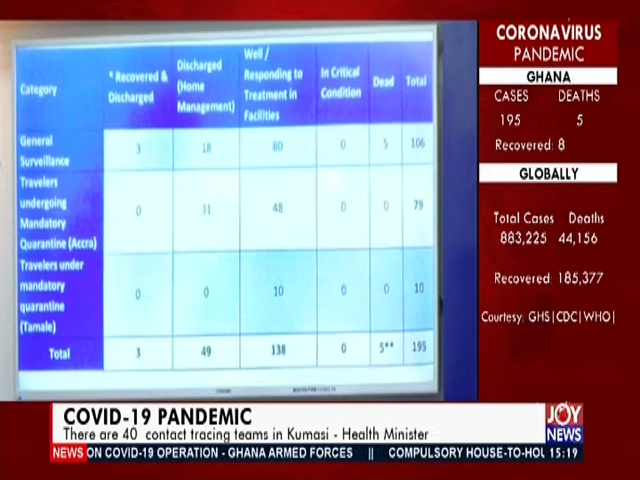 Category
* Recovered &
Discharged
Discharged
(Home
Management)
Well /
Responding to
Treatment in
Facilities
In Critical
Condition
Dead
Total
General
Surveillance
3
18
80
0
5
106
Travelers
undergoing
Mandatory
Quarantine (Accra)
0
31
48
0
0
79
Travelers under
mandatory
quarantine
(Tamale)
0
0
10
0
0
10
Total
3
49
138
0
5**
195
CORONAVIRUS
PANDEMIC
GHANA
CASES DEATHS
195 5
Recovered: 8
GLOBALLY
Total Cases Deaths
883,225 44,156
Recovered: 185,377
Courtesy: GHS|CDC|WHO|
COVID-19 PANDEMIC
There are 40 contact tracing teams in Kumasi - Health Minister
JOY
NEWS
NEWS ON COVID-19 OPERATION - GHANA ARMED FORCES || COMPULSORY HOUSE-TO-HOU 15:19